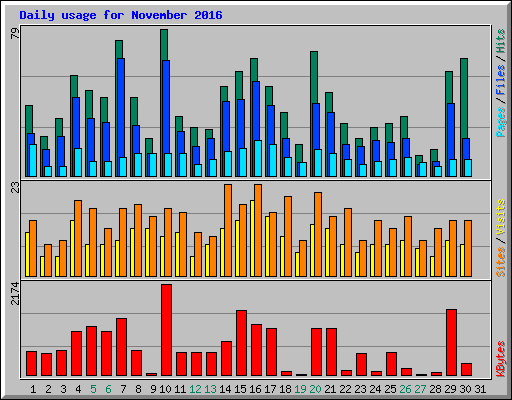 Daily usage for November 2016
79
Pages / Files / Hits
23
Sites / Visits
2174
KBytes
1 2 3 4 5 6 7 8 9 10 11 12 13 14 15 16 17 18 19 20 21 22 23 24 25 26 27 28 29 30 31